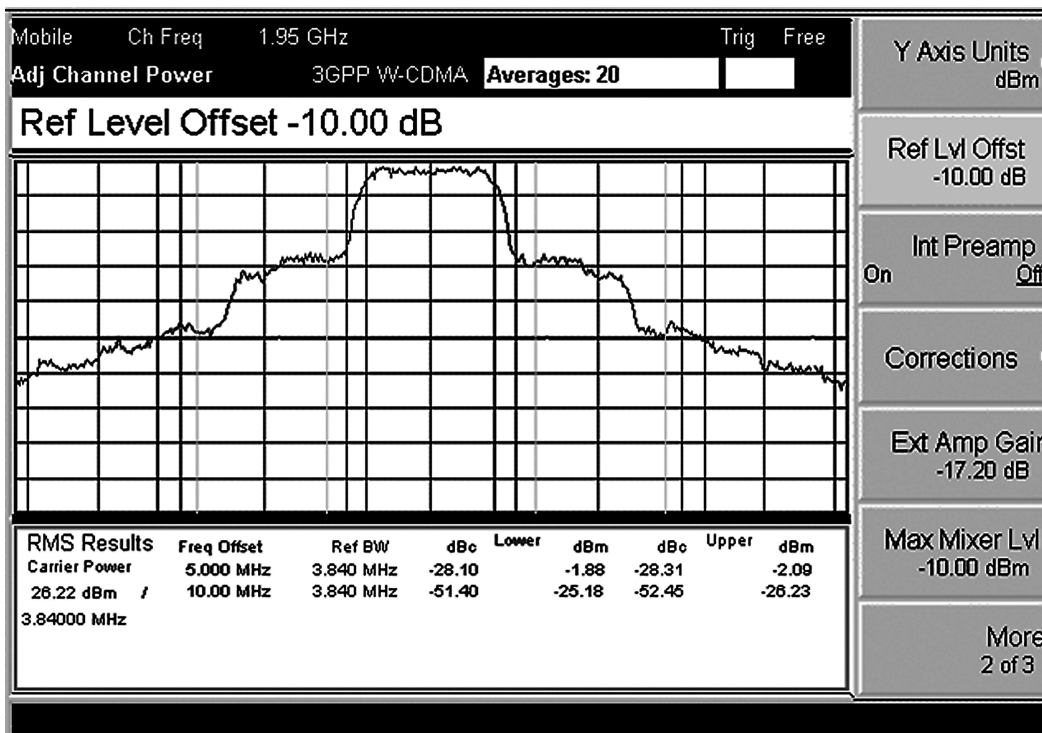 Mobile Ch Freq 1.95 GHz Trig Free
Adj Channel Power 3GPP W-CDMA Averages: 20
Ref Level Offset -10.00 dB
RMS Results Freq Offset Ref BW dBc Lower dBm dBc Upper dBm
Carrier Power 5.000 MHz 3.840 MHz -28.10 -1.88 -28.31 -2.09
26.22 dBm / 10.00 MHz 3.840 MHz -51.40 -25.18 -52.45 -26.23
3.84000 MHz
Y Axis Units
dBm
Ref Lvl Offst
-10.00 dB
Int Preamp
On Off
Corrections
Ext Amp Gain
-17.20 dB
Max Mixer Lvl
-10.00 dBm
More
2 of 3